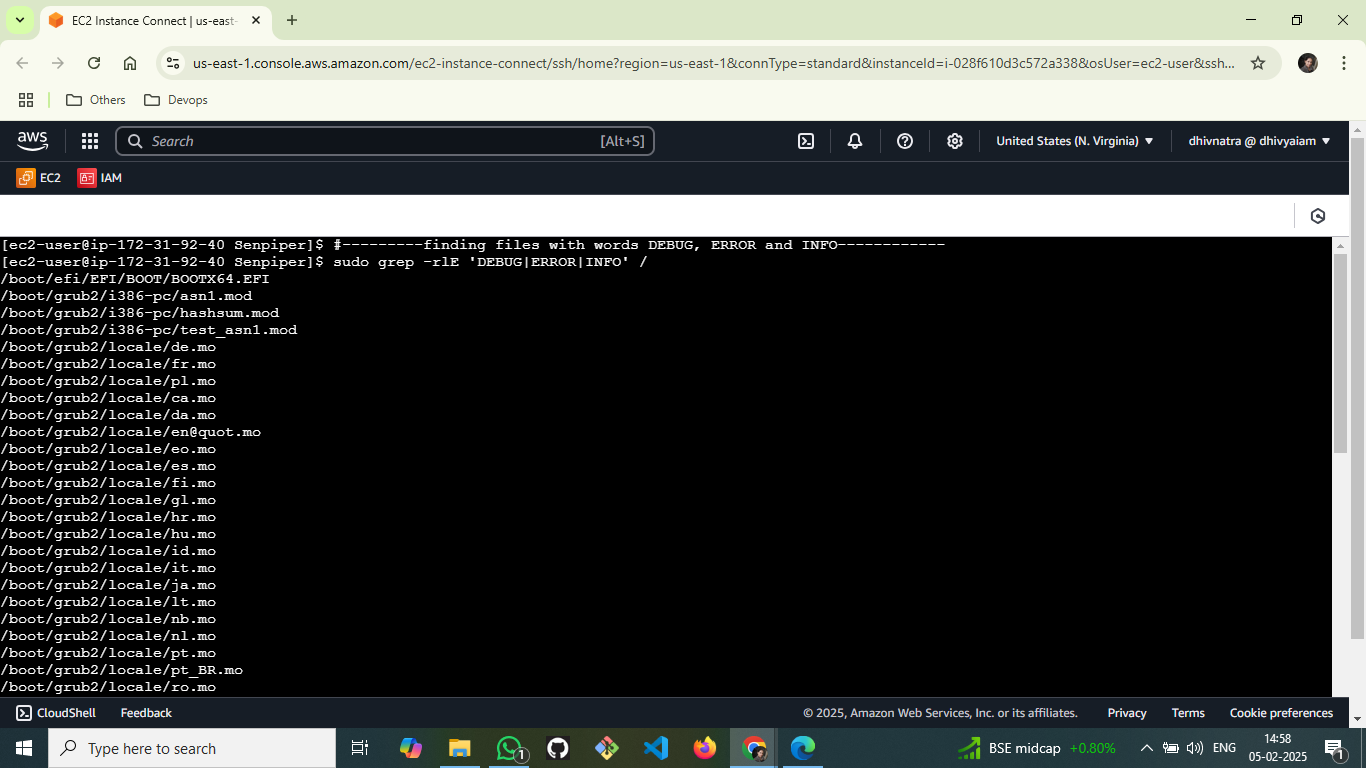 EC2 Instance Connect | us-east-
us-east-1.console.aws.amazon.com/ec2-instance-connect/ssh/home?region=us-east-1&connType=standard&instanceId=i-028f610d3c572a338&osUser=ec2-user&ssh...
Others Devops
aws Search [Alt+S] United States (N. Virginia) dhivnatra @ dhivyaiam
EC2 IAM
[ec2-user@ip-172-31-92-40 Senpiper]$ #---------finding files with words DEBUG, ERROR and INFO------------
[ec2-user@ip-172-31-92-40 Senpiper]$ sudo grep -rlE 'DEBUG|ERROR|INFO' /
/boot/efi/EFI/BOOT/BOOTX64.EFI
/boot/grub2/i386-pc/asn1.mod
/boot/grub2/i386-pc/hashsum.mod
/boot/grub2/i386-pc/test_asn1.mod
/boot/grub2/locale/de.mo
/boot/grub2/locale/fr.mo
/boot/grub2/locale/pl.mo
/boot/grub2/locale/ca.mo
/boot/grub2/locale/da.mo
/boot/grub2/locale/en@quot.mo
/boot/grub2/locale/eo.mo
/boot/grub2/locale/es.mo
/boot/grub2/locale/fi.mo
/boot/grub2/locale/gl.mo
/boot/grub2/locale/hr.mo
/boot/grub2/locale/hu.mo
/boot/grub2/locale/id.mo
/boot/grub2/locale/it.mo
/boot/grub2/locale/ja.mo
/boot/grub2/locale/lt.mo
/boot/grub2/locale/nb.mo
/boot/grub2/locale/nl.mo
/boot/grub2/locale/pt.mo
/boot/grub2/locale/pt_BR.mo
/boot/grub2/locale/ro.mo
CloudShell Feedback © 2025, Amazon Web Services, Inc. or its affiliates. Privacy Terms Cookie preferences
Type here to search 1 BSE midcap +0.80% ENG 14:58 1
05-02-2025